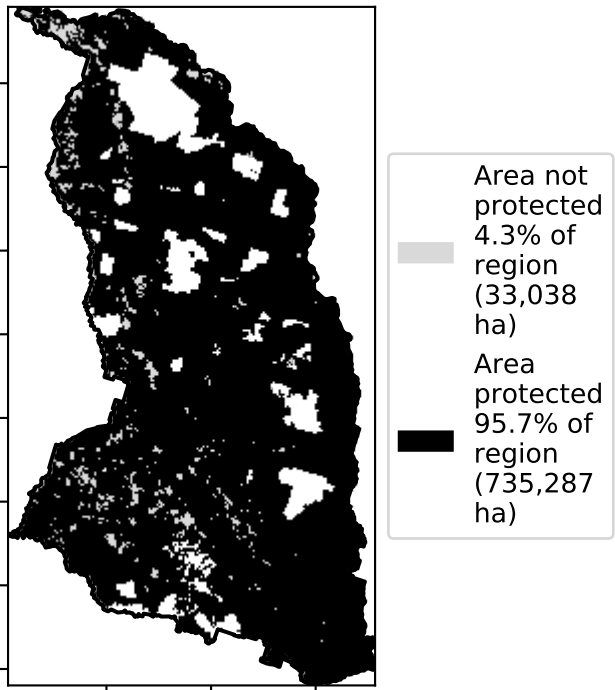 Area not
protected
4.3% of
region
(33,038
ha)
Area
protected
95.7% of
region
(735,287
ha)